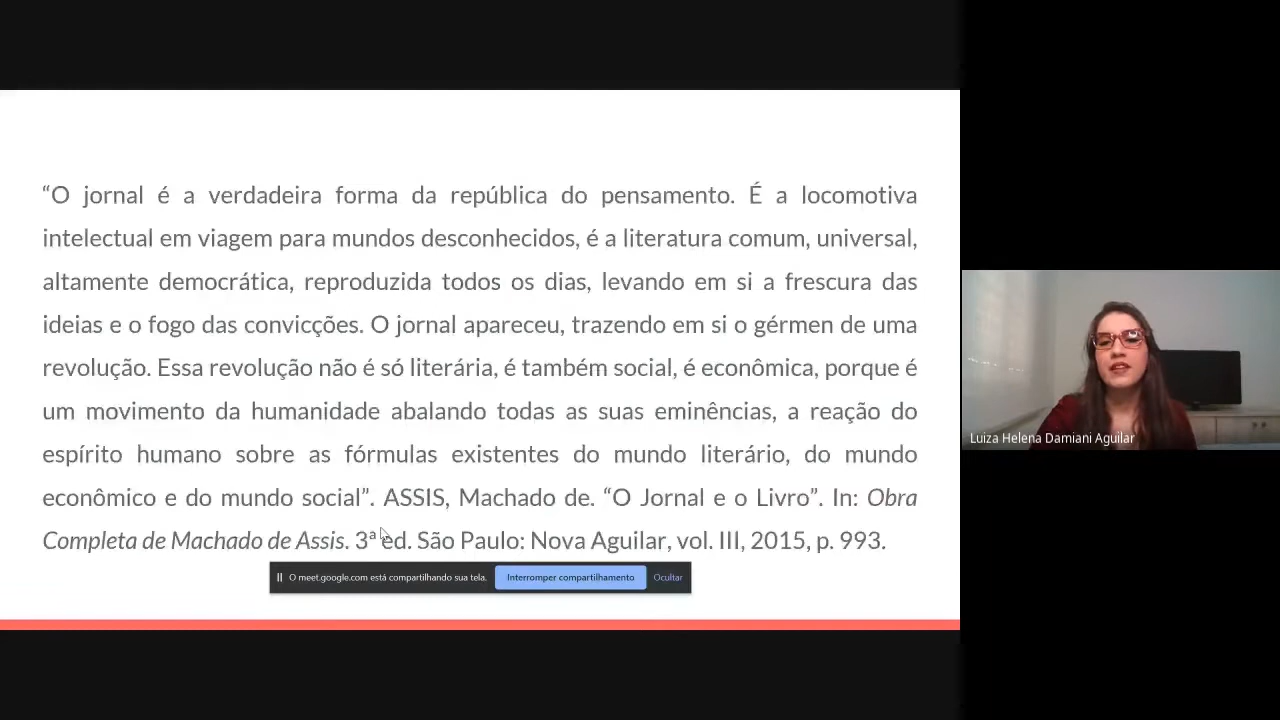 “O jornal é a verdadeira forma da república do pensamento. É a locomotiva
intelectual em viagem para mundos desconhecidos, é a literatura comum, universal,
altamente democrática, reproduzida todos os dias, levando em si a frescura das
ideias e o fogo das convicções. O jornal apareceu, trazendo em si o gérmen de uma
revolução. Essa revolução não é só literária, é também social, é econômica, porque é
um movimento da humanidade abalando todas as suas eminências, a reação do
espírito humano sobre as fórmulas existentes do mundo literário, do mundo
econômico e do mundo social”. ASSIS, Machado de. “O Jornal e o Livro”. In: Obra
Completa de Machado de Assis. 3ª ed. São Paulo: Nova Aguilar, vol. III, 2015, p. 993.
O meet.google.com está compartilhando sua tela. Interromper compartilhamento Ocultar
Luiza Helena Damiani Aguilar